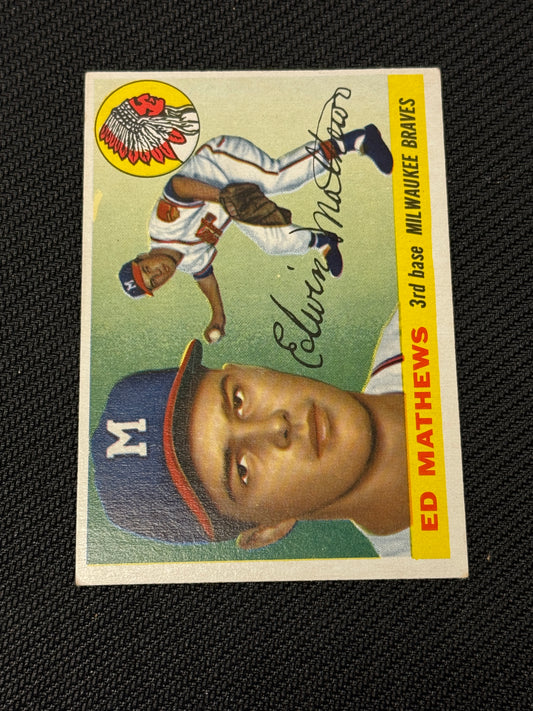 M
Edwin Mathews
ED MATHEWS
3rd base MILWAUKEE BRAVES
M